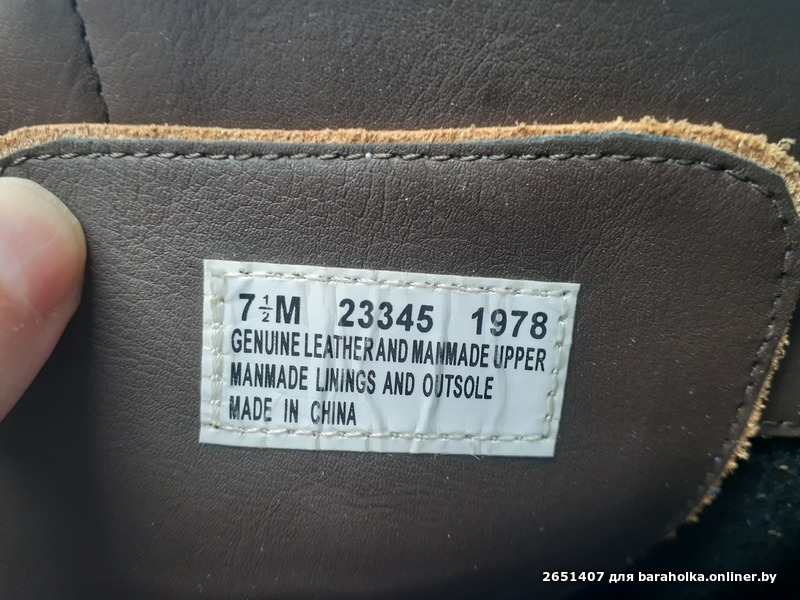 7½M 23345 1978
GENUINE LEATHER AND MANMADE UPPER
MANMADE LININGS AND OUTSOLE
MADE IN CHINA
2651407 для baraholka.onliner.by